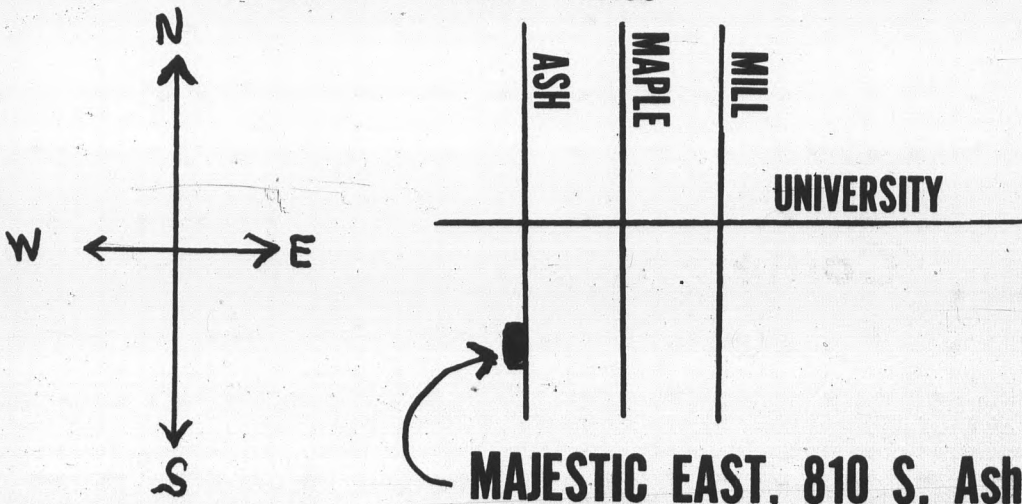 N
W E
S
ASH
MAPLE
MILL
UNIVERSITY
MAJESTIC EAST, 810 S. Ash